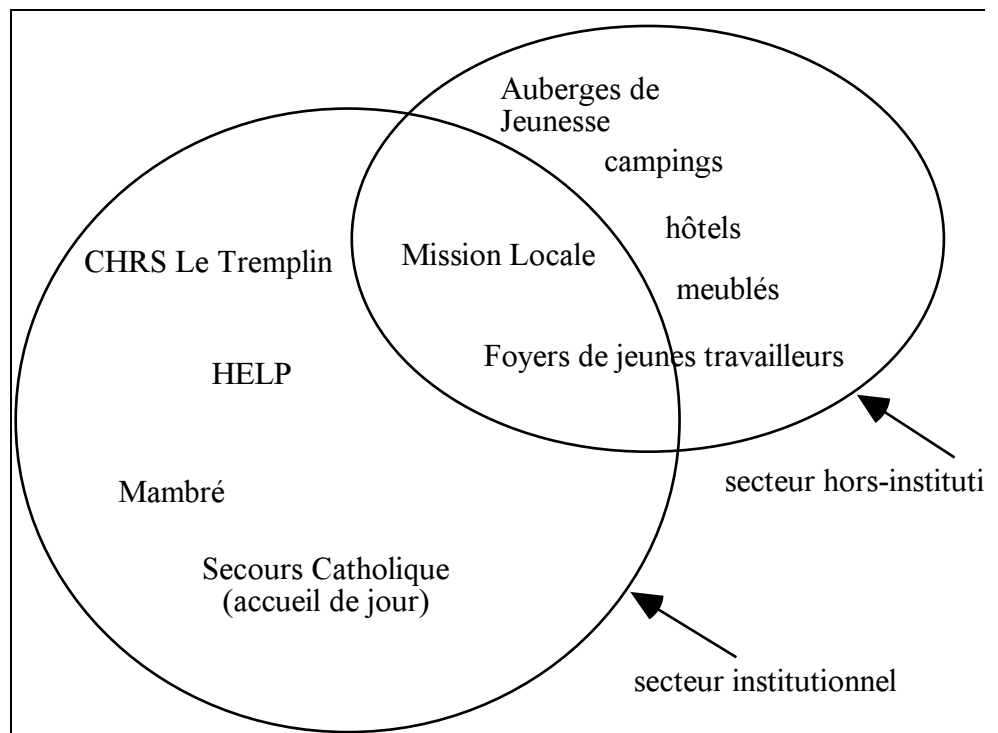 Auberges de
Jeunesse
campings
hôtels
CHRS Le Tremplin
Mission Locale
meublés
Foyers de jeunes travailleurs
HELP
secteur hors-instituti
Mambré
Secours Catholique
(accueil de jour)
secteur institutionnel